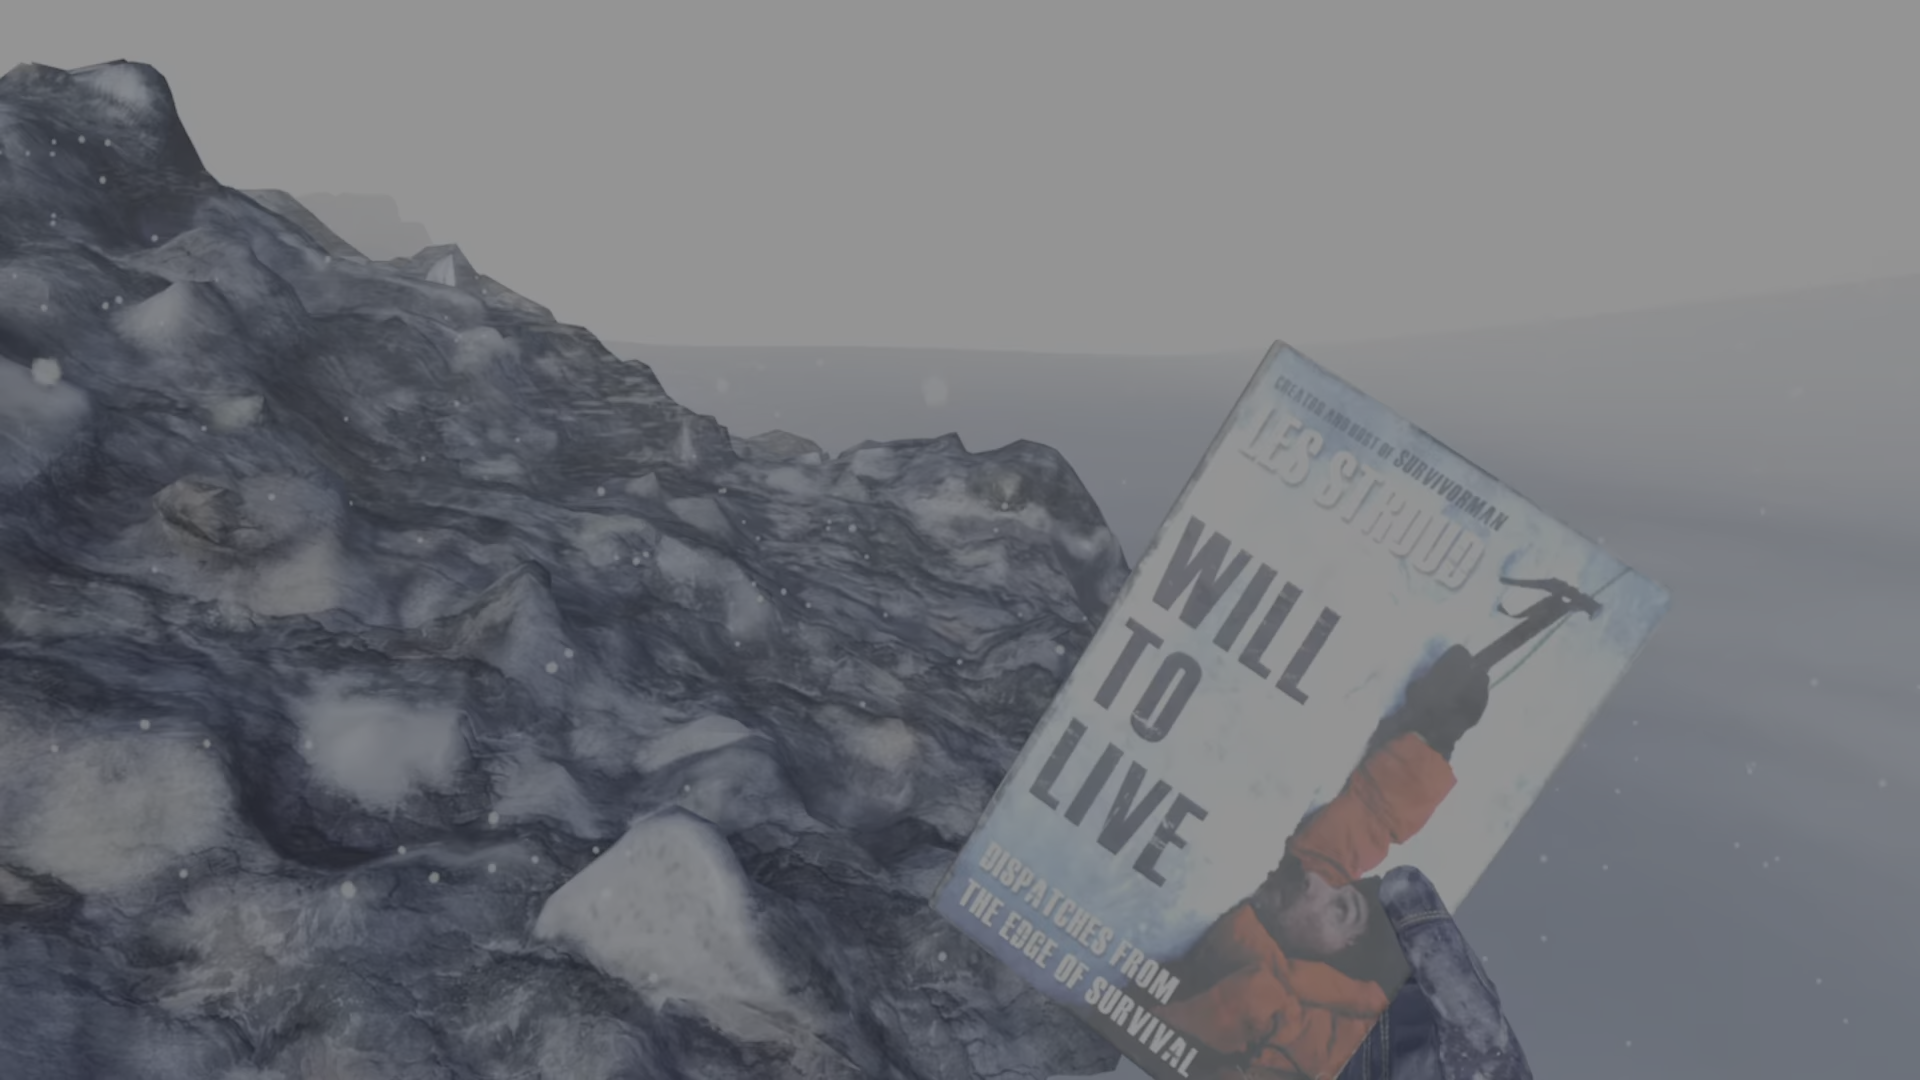 CREATOR AND HOST OF SURVIVORMAN
LES STROUD
WILL
TO
LIVE
DISPATCHES FROM
THE EDGE OF SURVIVAL